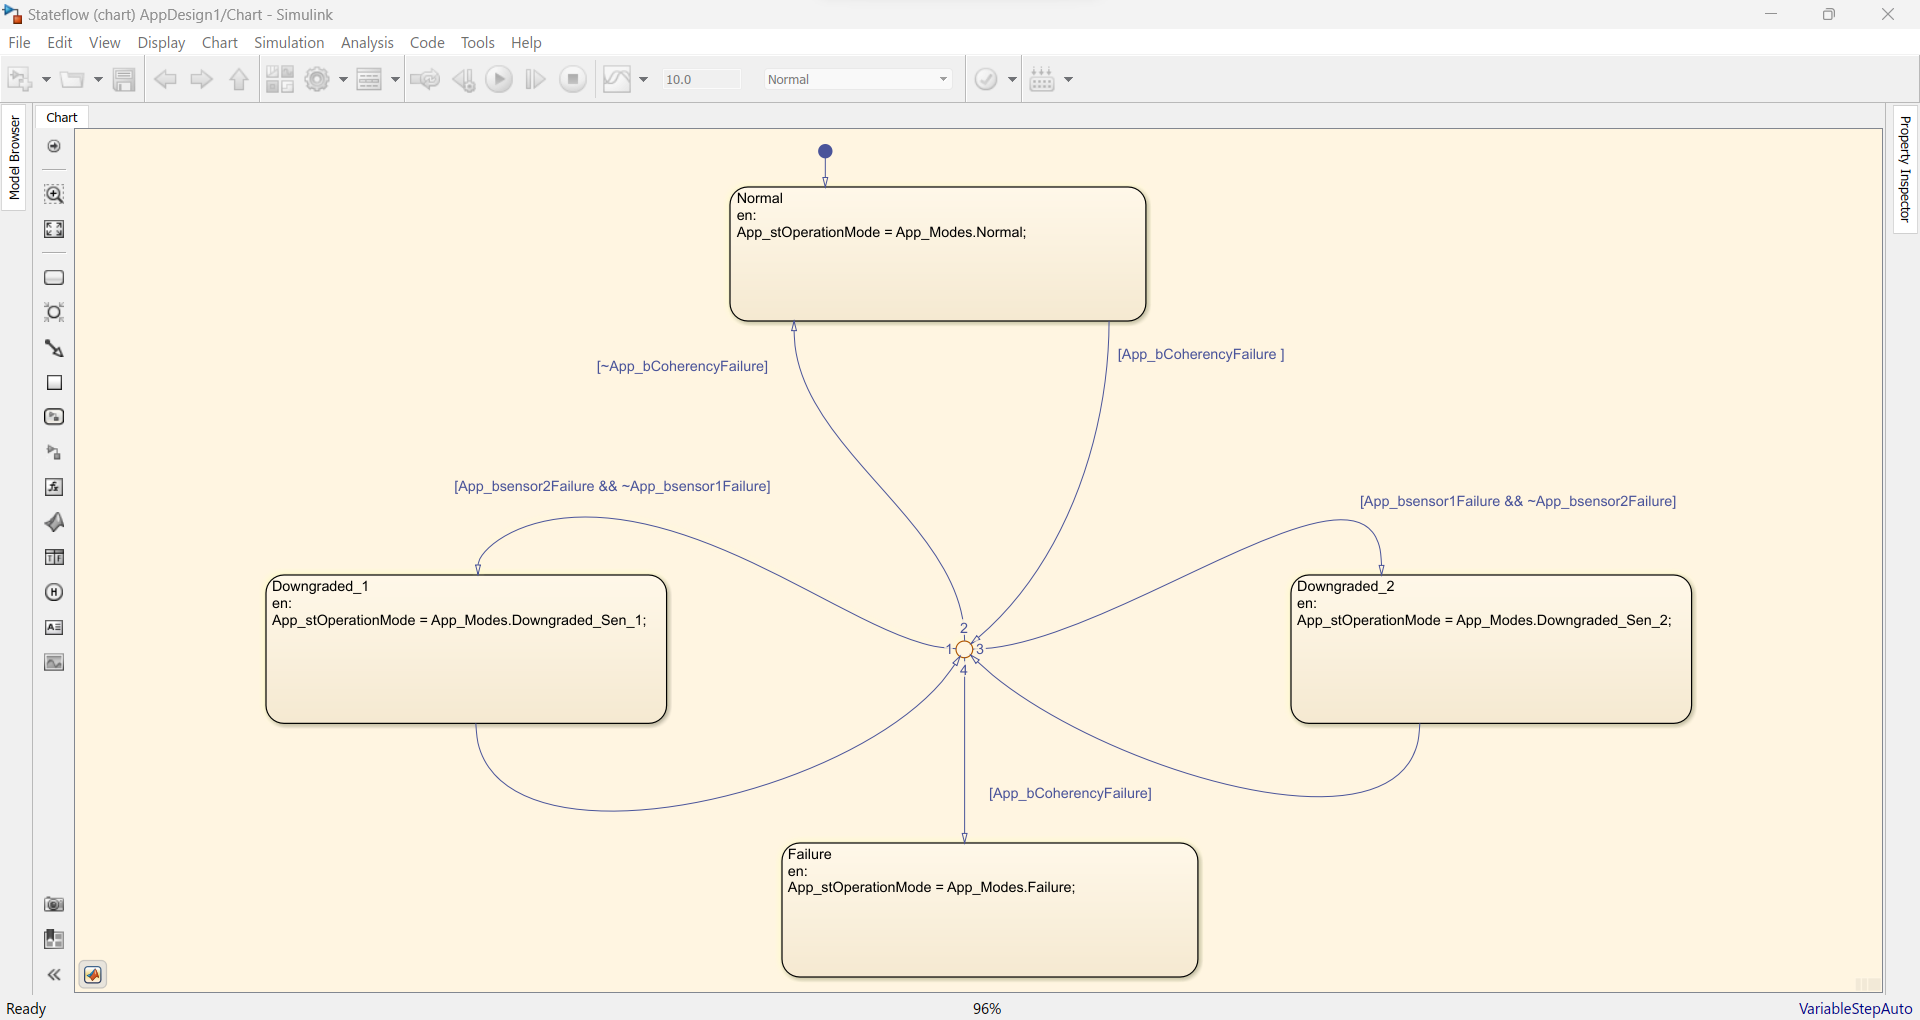 Stateflow (chart) AppDesign1/Chart - Simulink
File Edit View Display Chart Simulation Analysis Code Tools Help
10.0
Normal
Model Browser
Chart
Property Inspector
Normal
en:
App_stOperationMode = App_Modes.Normal;
[~App_bCoherencyFailure]
[App_bCoherencyFailure ]
[App_bsensor2Failure && ~App_bsensor1Failure]
[App_bsensor1Failure && ~App_bsensor2Failure]
Downgraded_1
en:
App_stOperationMode = App_Modes.Downgraded_Sen_1;
Downgraded_2
en:
App_stOperationMode = App_Modes.Downgraded_Sen_2;
2
1
3
4
[App_bCoherencyFailure]
Failure
en:
App_stOperationMode = App_Modes.Failure;
Ready
96%
VariableStepAuto